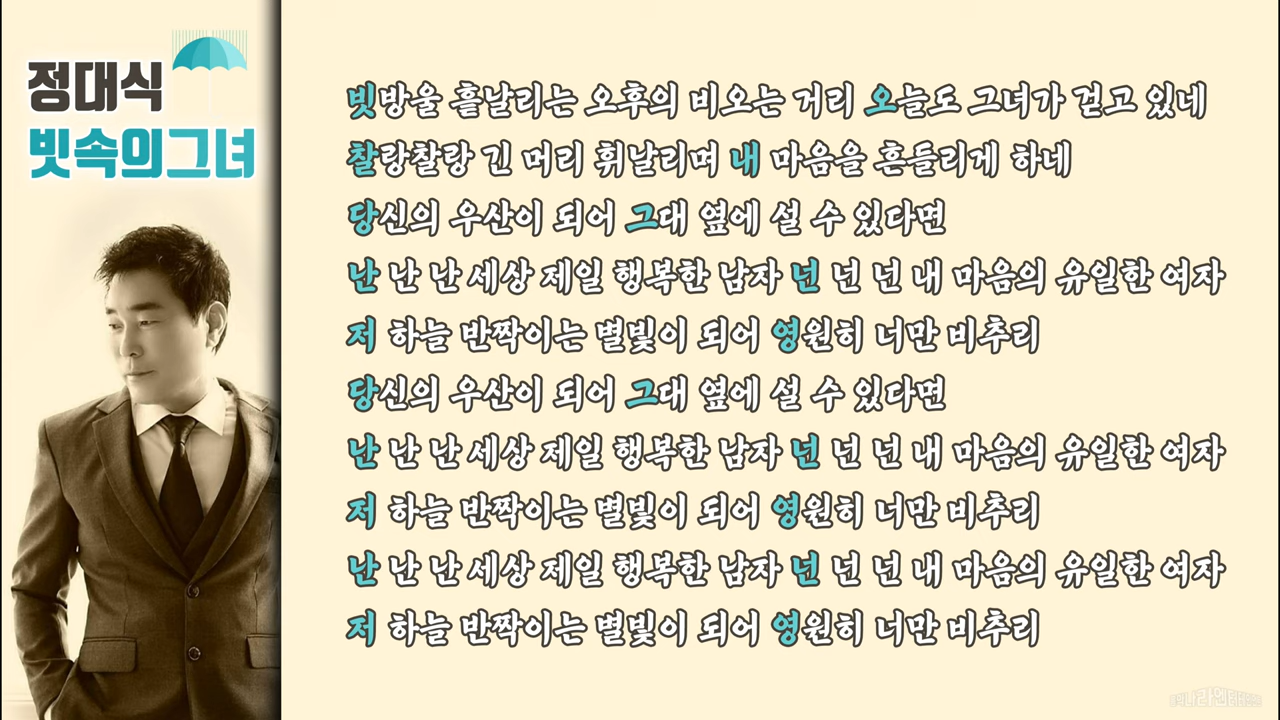 정대식
빗속의그녀
빗방울 흩날리는 오후의 비오는 거리 오늘도 그녀가 걷고 있네
찰랑찰랑 긴 머리 휘날리며 내 마음을 흔들리게 하네
당신의 우산이 되어 그대 옆에 설 수 있다면
난 난 난 세상 제일 행복한 남자 넌 넌 넌 내 마음의 유일한 여자
저 하늘 반짝이는 별빛이 되어 영원히 너만 비추리
당신의 우산이 되어 그대 옆에 설 수 있다면
난 난 난 세상 제일 행복한 남자 넌 넌 넌 내 마음의 유일한 여자
저 하늘 반짝이는 별빛이 되어 영원히 너만 비추리
난 난 난 세상 제일 행복한 남자 넌 넌 넌 내 마음의 유일한 여자
저 하늘 반짝이는 별빛이 되어 영원히 너만 비추리